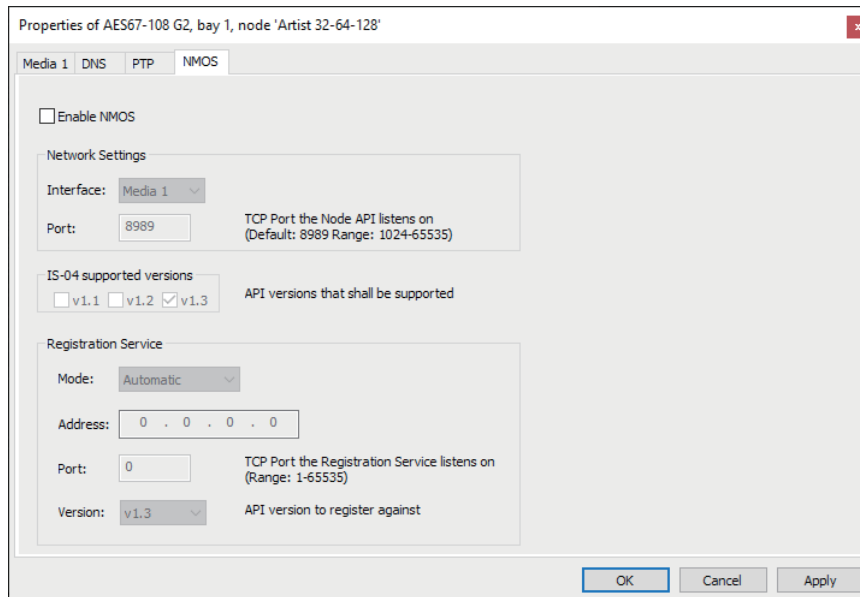 Properties of AES67-108 G2, bay 1, node 'Artist 32-64-128'
x
Media 1 DNS PTP NMOS
Enable NMOS
Network Settings
Interface: Media 1
Port: 8989 TCP Port the Node API listens on
(Default: 8989 Range: 1024-65535)
IS-04 supported versions
v1.1 v1.2 v1.3 API versions that shall be supported
Registration Service
Mode: Automatic
Address: 0 . 0 . 0 . 0
Port: 0 TCP Port the Registration Service listens on
(Range: 1-65535)
Version: v1.3 API version to register against
OK Cancel Apply